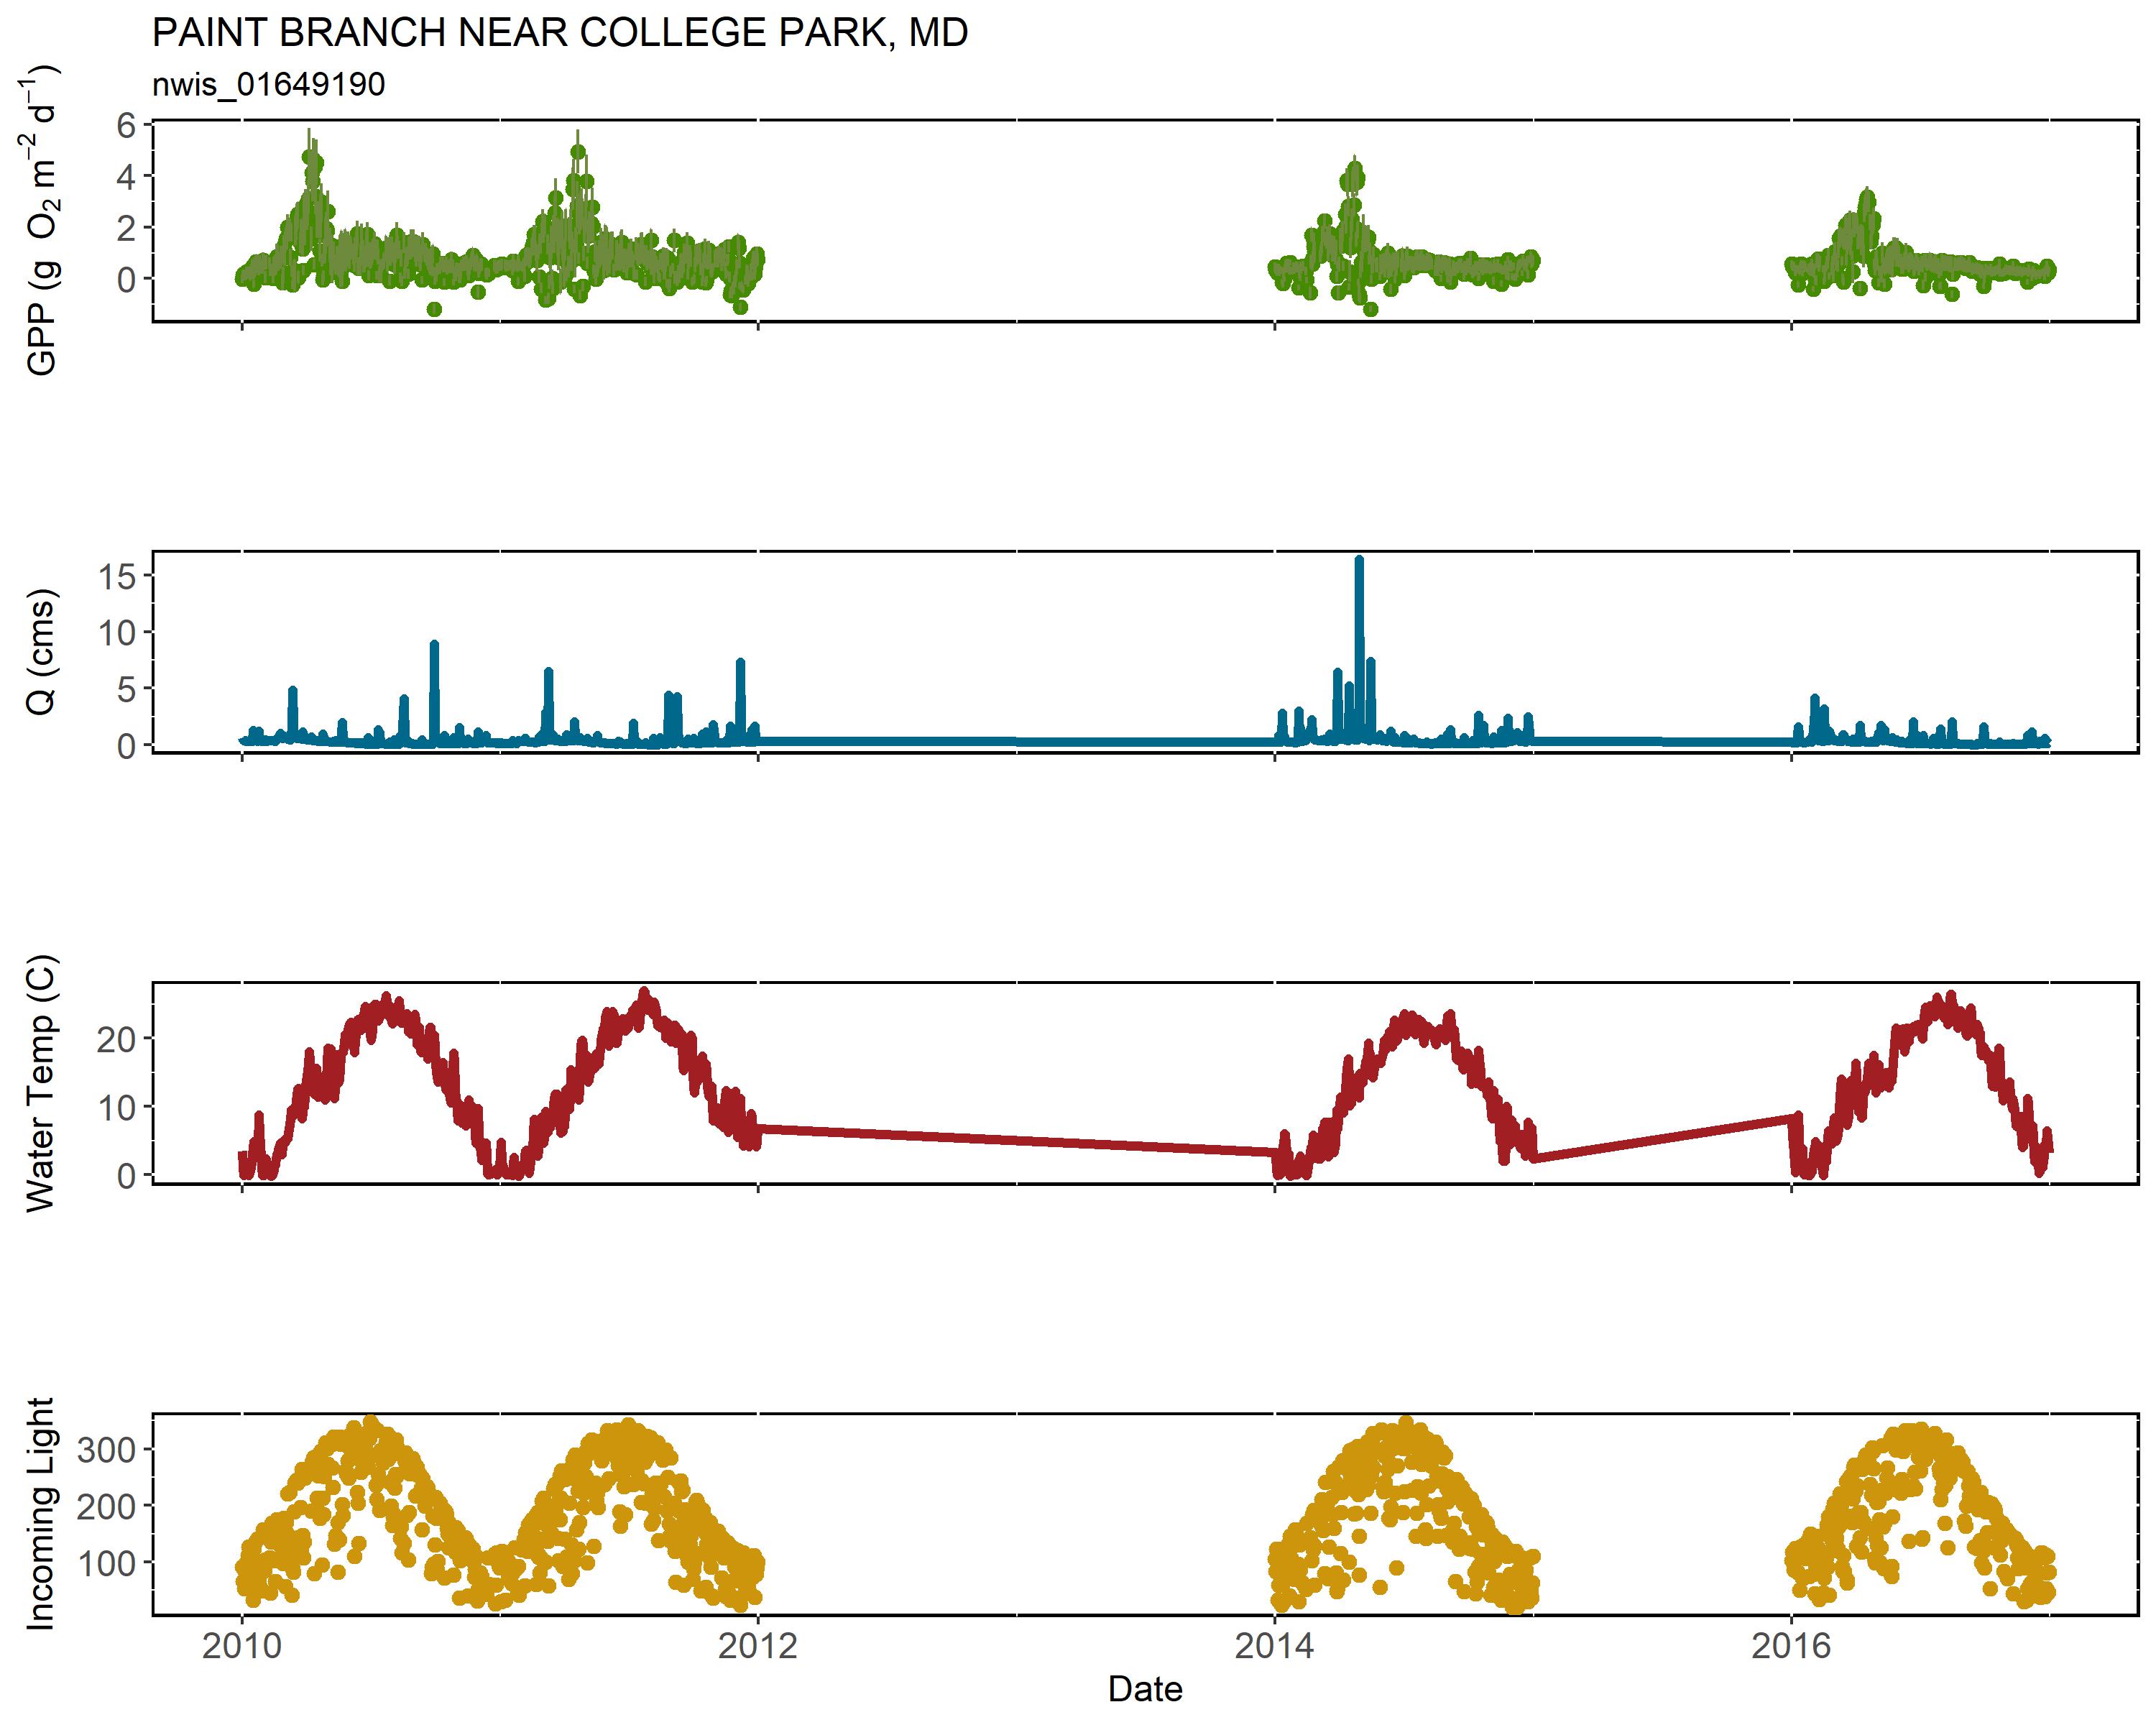 PAINT BRANCH NEAR COLLEGE PARK, MD
nwis_01649190
GPP (g O₂ m⁻² d⁻¹)
6
4
2
0
Q (cms)
15
10
5
0
Water Temp (C)
20
10
0
Incoming Light
300
200
100
2010 2012 2014 2016
Date